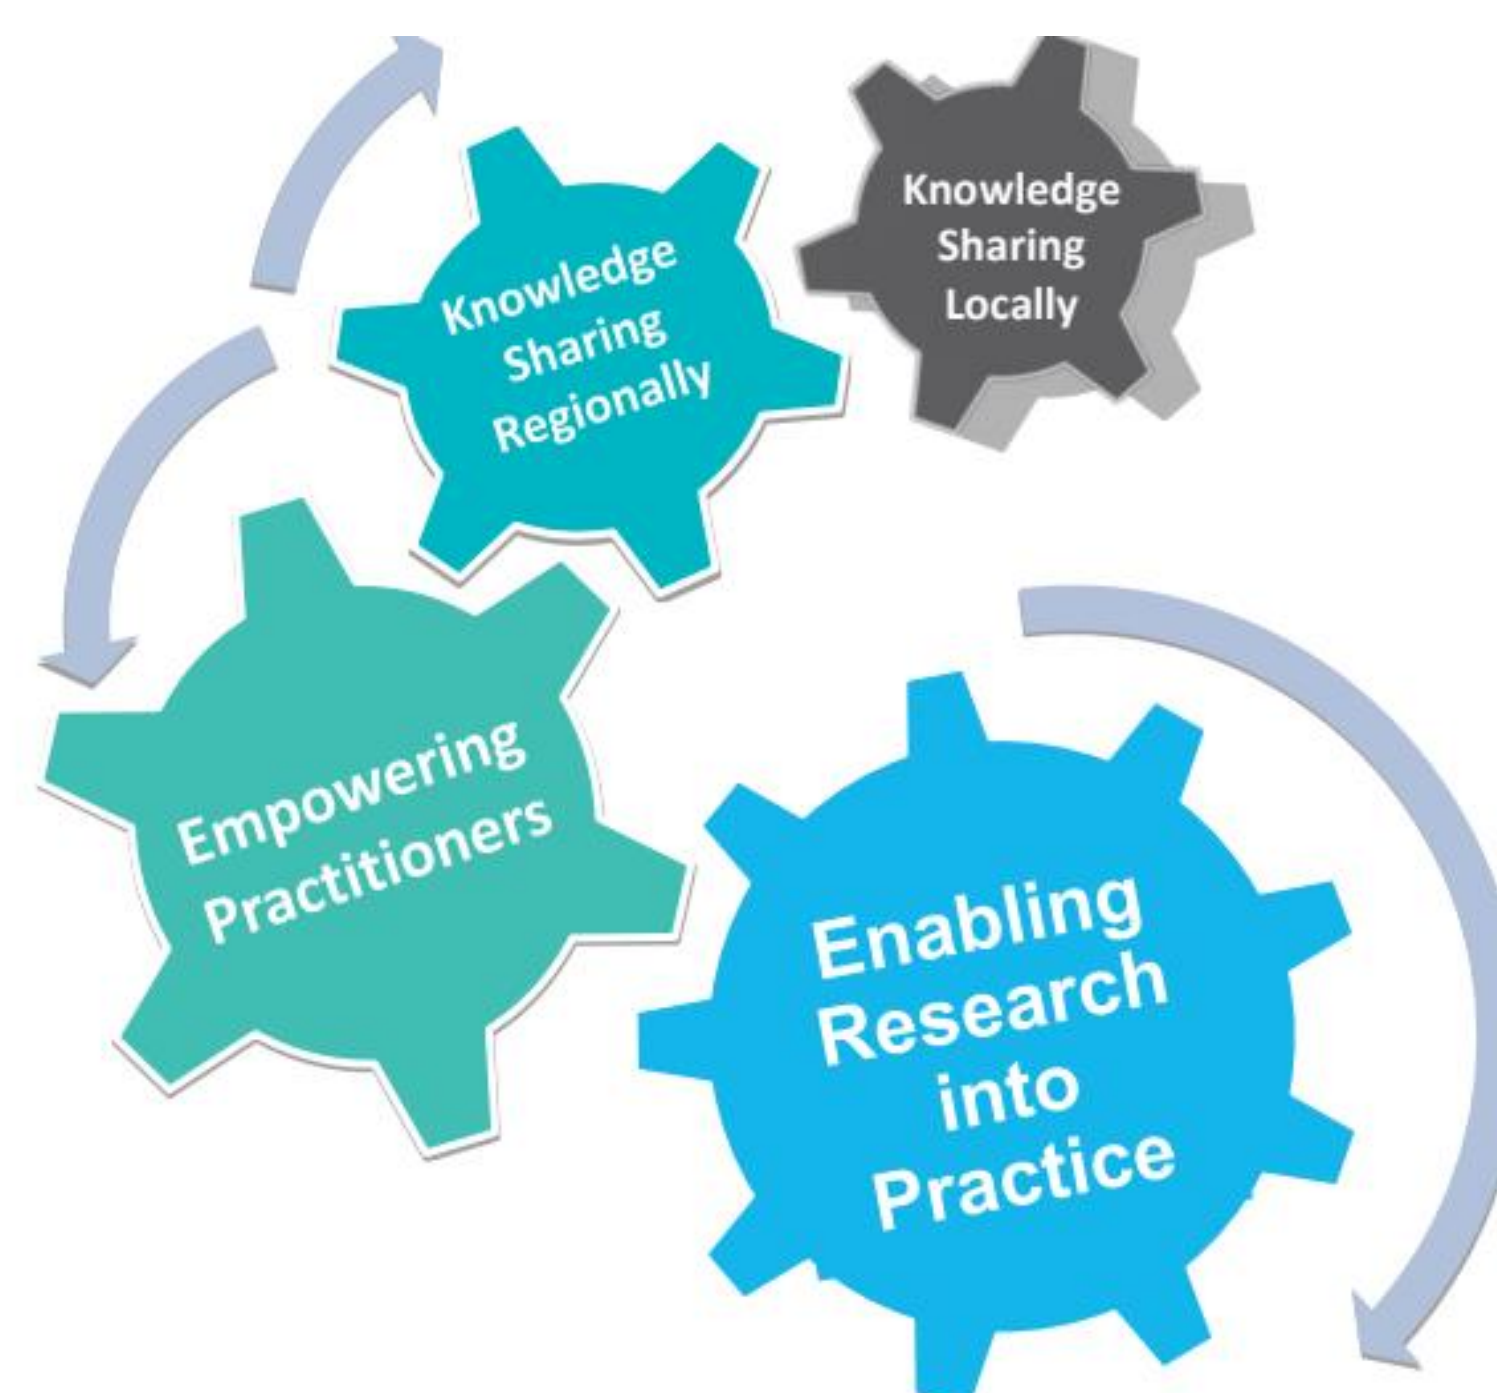 Knowledge
Sharing
Locally
Knowledge
Sharing
Regionally
Empowering
Practitioners
Enabling
Research
into
Practice